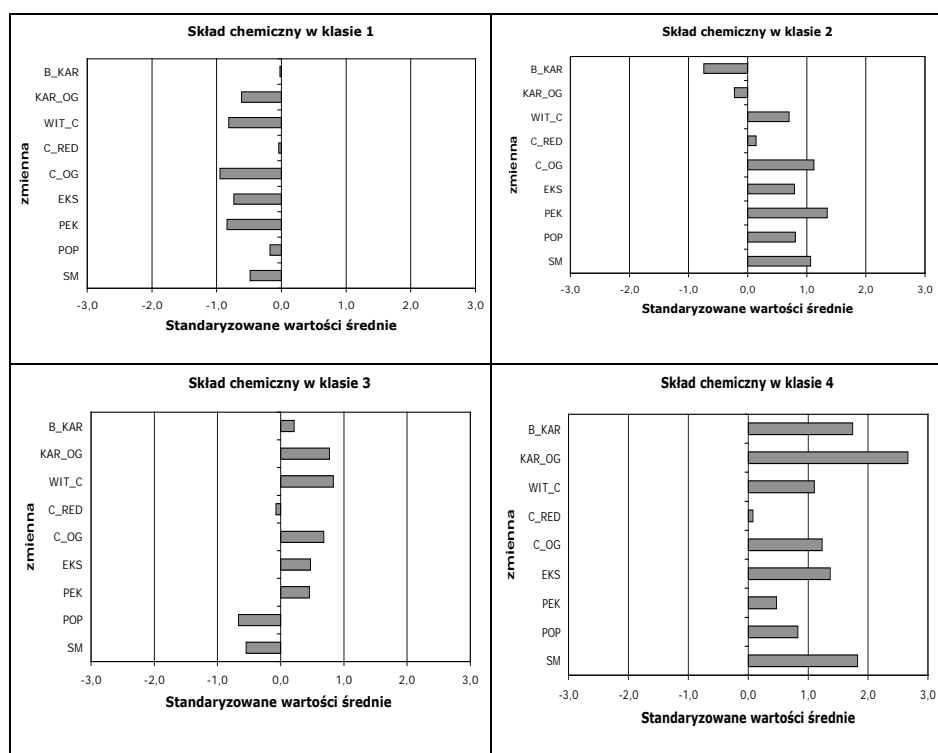 Skład chemiczny w klasie 1
zmienna
B_KAR
KAR_OG
WIT_C
C_RED
C_OG
EKS
PEK
POP
SM
-3,0 -2,0 -1,0 0,0 1,0 2,0 3,0
Standaryzowane wartości średnie
Skład chemiczny w klasie 2
zmienna
B_KAR
KAR_OG
WIT_C
C_RED
C_OG
EKS
PEK
POP
SM
-3,0 -2,0 -1,0 0,0 1,0 2,0 3,0
Standaryzowane wartości średnie
Skład chemiczny w klasie 3
zmienna
B_KAR
KAR_OG
WIT_C
C_RED
C_OG
EKS
PEK
POP
SM
-3,0 -2,0 -1,0 0,0 1,0 2,0 3,0
Standaryzowane wartości średnie
Skład chemiczny w klasie 4
zmienna
B_KAR
KAR_OG
WIT_C
C_RED
C_OG
EKS
PEK
POP
SM
-3,0 -2,0 -1,0 0,0 1,0 2,0 3,0
Standaryzowane wartości średnie